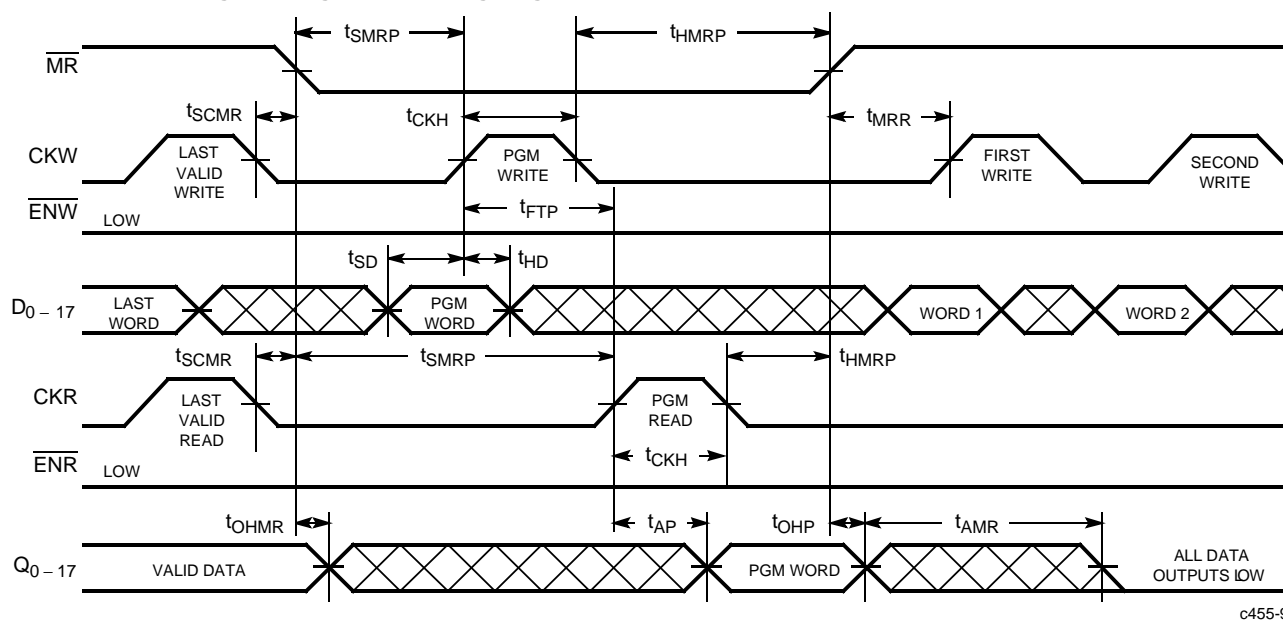 tSMRP
tHMRP
MR
tSCMR
tCKH
tMRR
CKW
LAST
VALID
WRITE
PGM
WRITE
FIRST
WRITE
SECOND
WRITE
tFTP
ENW
LOW
tSD
tHD
D0 – 17
LAST
WORD
PGM
WORD
WORD 1
WORD 2
tSCMR
tSMRP
tHMRP
CKR
LAST
VALID
READ
PGM
READ
tCKH
ENR
LOW
tOHMR
tAP
tOHP
tAMR
Q0 – 17
VALID DATA
PGM WORD
ALL DATA
OUTPUTS LOW
c455-9